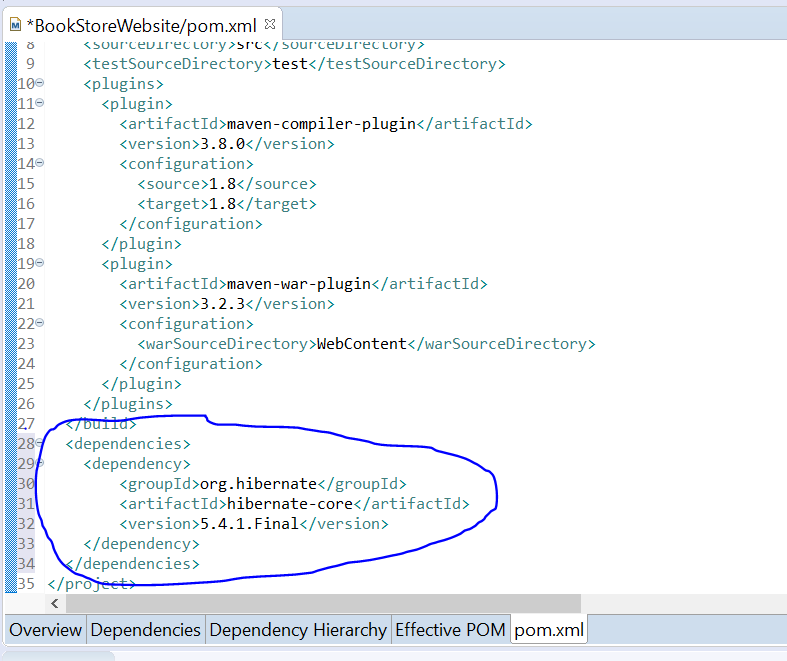 *BookStoreWebsite/pom.xml
8 <sourceDirectory>src</sourceDirectory>
9 <testSourceDirectory>test</testSourceDirectory>
10 <plugins>
11 <plugin>
12 <artifactId>maven-compiler-plugin</artifactId>
13 <version>3.8.0</version>
14 <configuration>
15 <source>1.8</source>
16 <target>1.8</target>
17 </configuration>
18 </plugin>
19 <plugin>
20 <artifactId>maven-war-plugin</artifactId>
21 <version>3.2.3</version>
22 <configuration>
23 <warSourceDirectory>WebContent</warSourceDirectory>
24 </configuration>
25 </plugin>
26 </plugins>
27 </build>
28 <dependencies>
29 <dependency>
30 <groupId>org.hibernate</groupId>
31 <artifactId>hibernate-core</artifactId>
32 <version>5.4.1.Final</version>
33 </dependency>
34 </dependencies>
35 </project>
Overview Dependencies Dependency Hierarchy Effective POM pom.xml